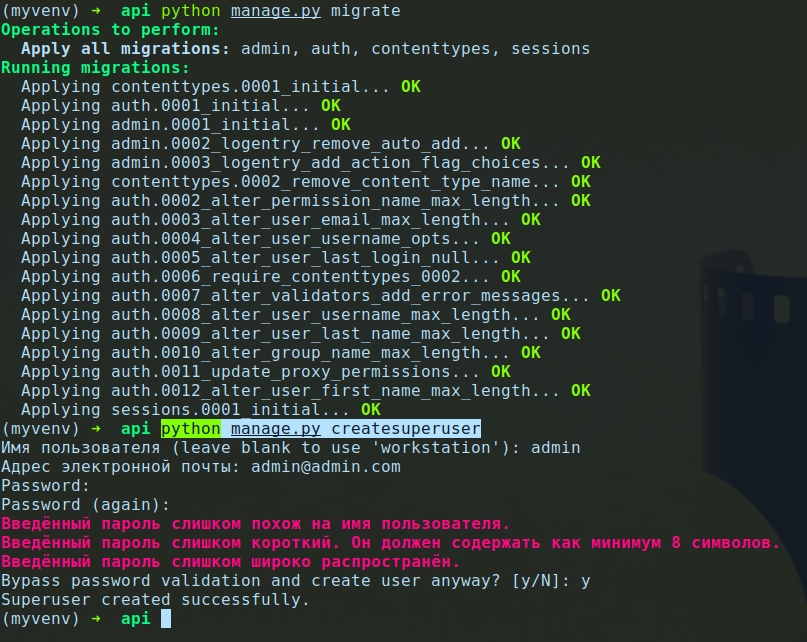 (myvenv) → api python manage.py migrate
Operations to perform:
  Apply all migrations: admin, auth, contenttypes, sessions
Running migrations:
  Applying contenttypes.0001_initial... OK
  Applying auth.0001_initial... OK
  Applying admin.0001_initial... OK
  Applying admin.0002_logentry_remove_auto_add... OK
  Applying admin.0003_logentry_add_action_flag_choices... OK
  Applying contenttypes.0002_remove_content_type_name... OK
  Applying auth.0002_alter_permission_name_max_length... OK
  Applying auth.0003_alter_user_email_max_length... OK
  Applying auth.0004_alter_user_username_opts... OK
  Applying auth.0005_alter_user_last_login_null... OK
  Applying auth.0006_require_contenttypes_0002... OK
  Applying auth.0007_alter_validators_add_error_messages... OK
  Applying auth.0008_alter_user_username_max_length... OK
  Applying auth.0009_alter_user_last_name_max_length... OK
  Applying auth.0010_alter_group_name_max_length... OK
  Applying auth.0011_update_proxy_permissions... OK
  Applying auth.0012_alter_user_first_name_max_length... OK
  Applying sessions.0001_initial... OK
(myvenv) → api python manage.py createsuperuser
Имя пользователя (leave blank to use 'workstation'): admin
Адрес электронной почты: admin@admin.com
Password:
Password (again):
Введённый пароль слишком похож на имя пользователя.
Введённый пароль слишком короткий. Он должен содержать как минимум 8 символов.
Введённый пароль слишком широко распространён.
Bypass password validation and create user anyway? [y/N]: y
Superuser created successfully.
(myvenv) → api